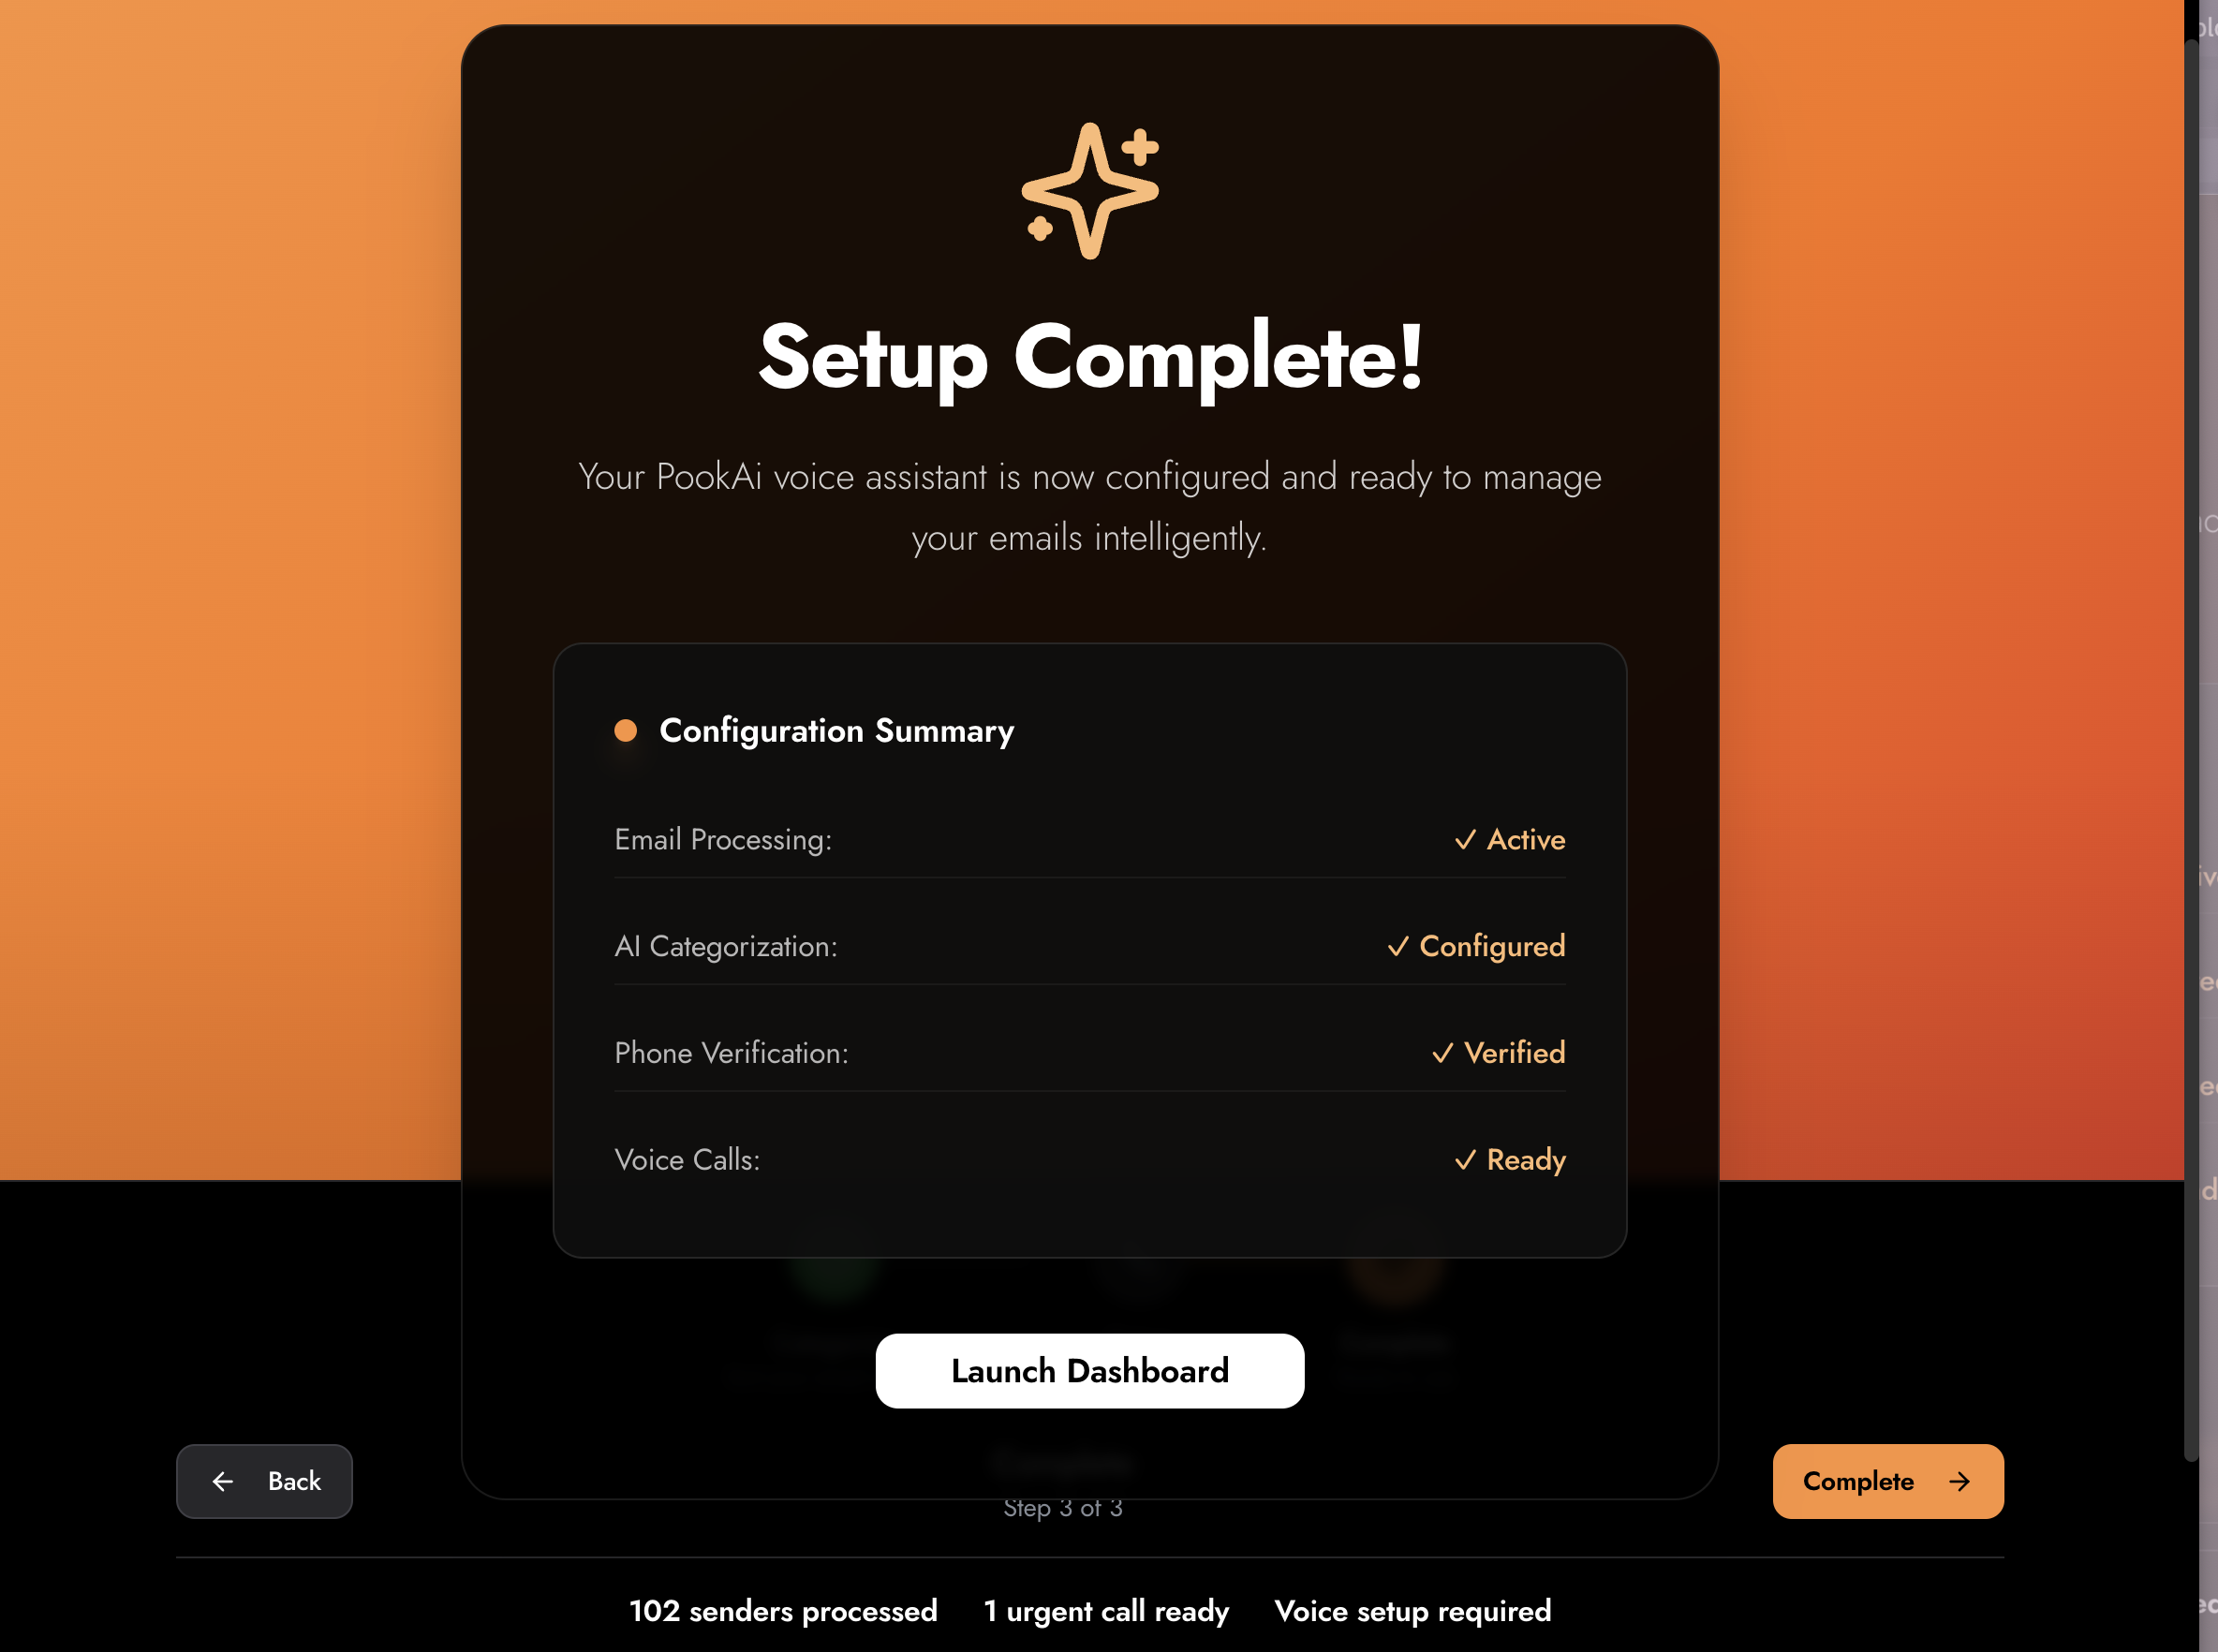 Setup Complete!
Your PookAi voice assistant is now configured and ready to manage
your emails intelligently.
Configuration Summary
Email Processing: ✓ Active
AI Categorization: ✓ Configured
Phone Verification: ✓ Verified
Voice Calls: ✓ Ready
Launch Dashboard
Back
Complete
Step 3 of 3
Complete
102 senders processed 1 urgent call ready Voice setup required